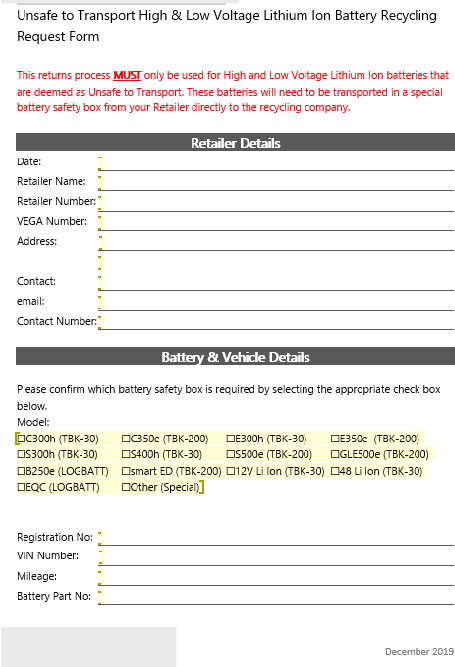 Unsafe to Transport High & Low Voltage Lithium Ion Battery Recycling
Request Form
This returns process MUST only be used for High and Low Voltage Lithium Ion batteries that
are deemed as Unsafe to Transport. These batteries will need to be transported in a special
battery safety box from your Retailer directly to the recycling company.
Retailer Details
Date:
Retailer Name:
Retailer Number:
VEGA Number:
Address:
Contact:
email:
Contact Number:
Battery & Vehicle Details
Please confirm which battery safety box is required by selecting the appropriate check box
below.
Model:
☐C300h (TBK-30) ☐C350e (TBK-200) ☐E300h (TBK-30) ☐E350e (TBK-200)
☐S300h (TBK-30) ☐S400h (TBK-30) ☐S500e (TBK-200) ☐GLE500e (TBK-200)
☐B250e (LOGBATT) ☐smart ED (TBK-200) ☐12V Li Ion (TBK-30) ☐48 Li Ion (TBK-30)
☐EQC (LOGBATT) ☐Other (Special)
Registration No:
VIN Number:
Mileage:
Battery Part No:
December 2019